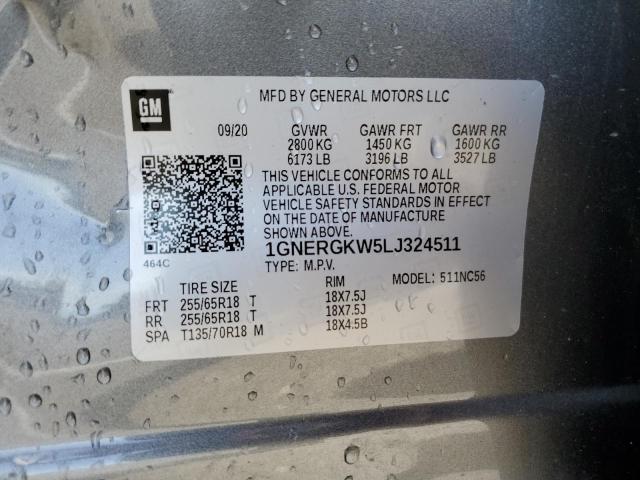 GM
MFD BY GENERAL MOTORS LLC
09/20 GVWR GAWR FRT GAWR RR
2800 KG 1450 KG 1600 KG
6173 LB 3196 LB 3527 LB
THIS VEHICLE CONFORMS TO ALL
APPLICABLE U.S. FEDERAL MOTOR
VEHICLE SAFETY STANDARDS IN EFFECT
ON THE DATE OF MANUFACTURE
SHOWN ABOVE.
464C
1GNERGKW5LJ324511
TYPE: M.P.V. MODEL: 511NC56
TIRE SIZE RIM
FRT 255/65R18 T 18X7.5J
RR 255/65R18 T 18X7.5J
SPA T135/70R18 M 18X4.5B